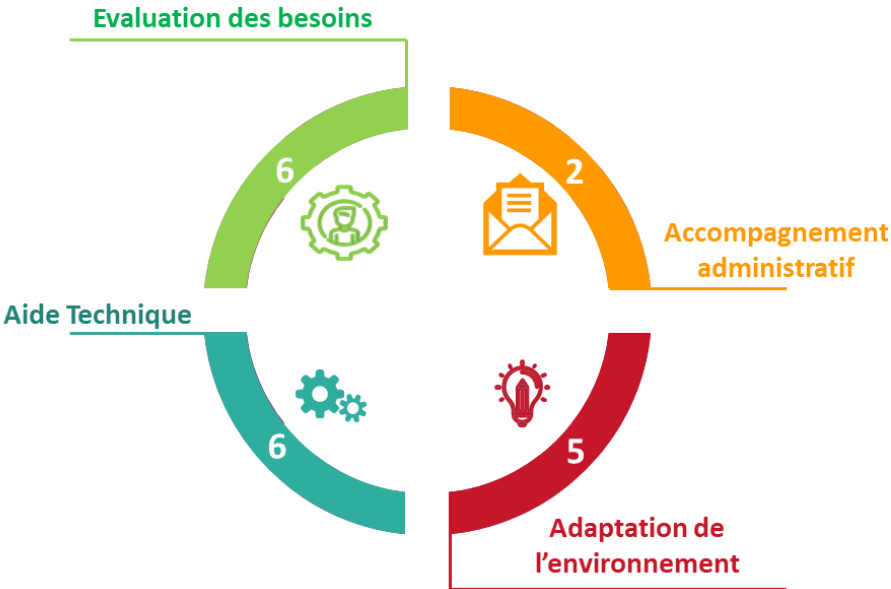 Evaluation des besoins
6
2
Accompagnement
administratif
Aide Technique
6
5
Adaptation de
l’environnement